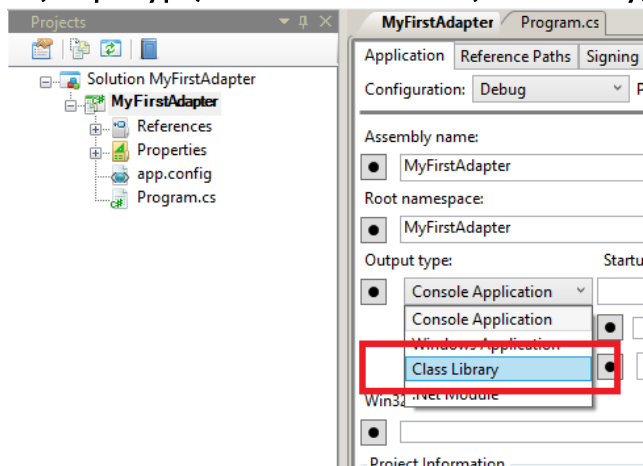 Projects
Solution MyFirstAdapter
MyFirstAdapter
References
Properties
app.config
Program.cs
MyFirstAdapter Program.cs
Application Reference Paths Signing
Configuration: Debug
Assembly name:
MyFirstAdapter
Root namespace:
MyFirstAdapter
Output type: Startu
Console Application
Console Application
Windows Application
Class Library
Win32 .Net Module
Project Information